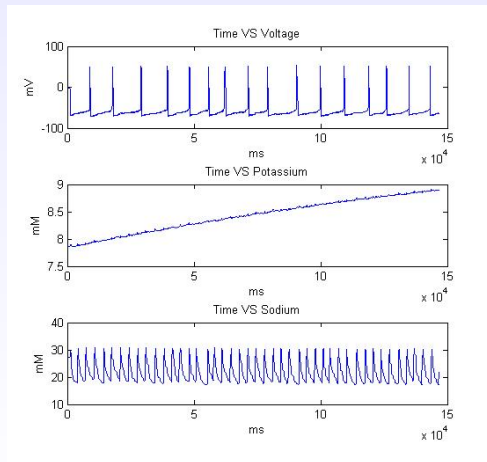 Time VS Voltage
100
0
-100
mV
0 5 10 15
ms
x 10^4
Time VS Potassium
9
8.5
8
7.5
mM
0 5 10 15
ms
x 10^4
Time VS Sodium
40
30
20
10
mM
0 5 10 15
ms
x 10^4